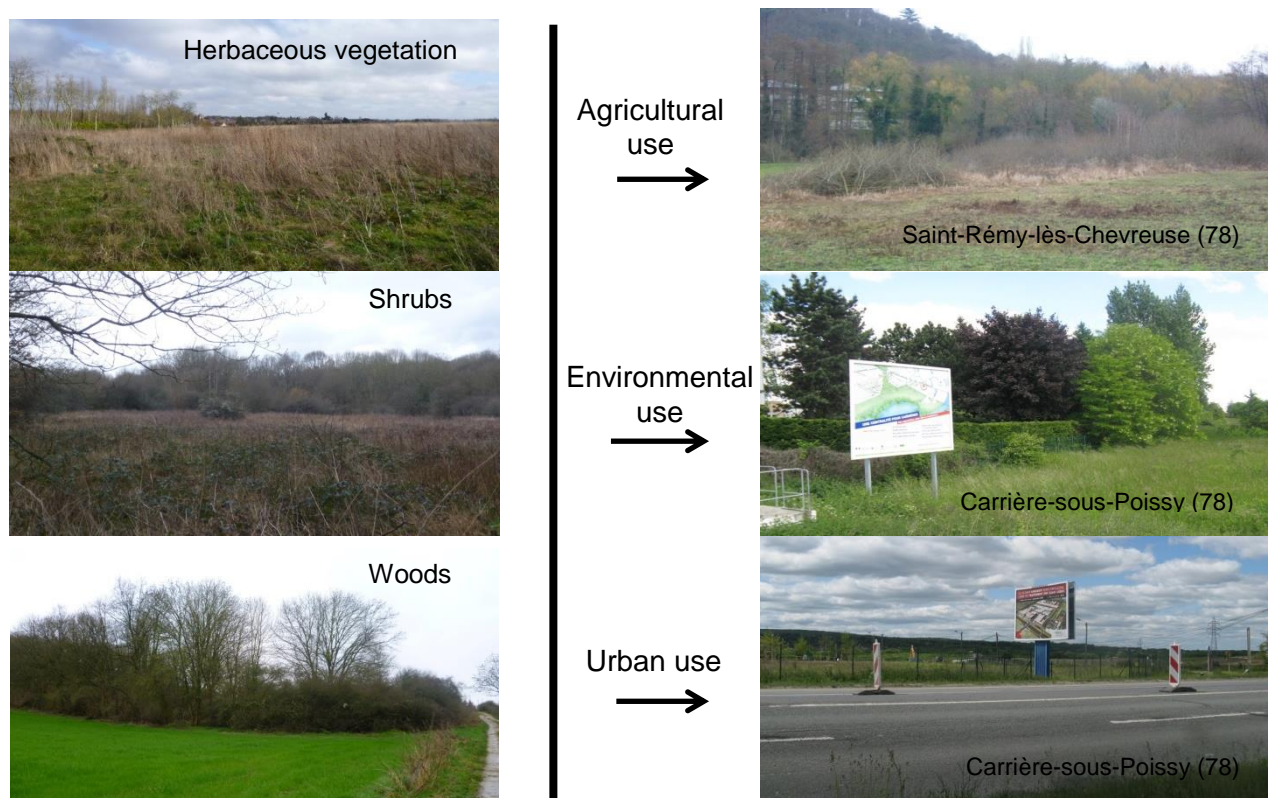 Herbaceous vegetation
Shrubs
Woods
Agricultural
use
Environmental
use
Urban use
Saint-Rémy-lès-Chevreuse (78)
Carrière-sous-Poissy (78)
Carrière-sous-Poissy (78)